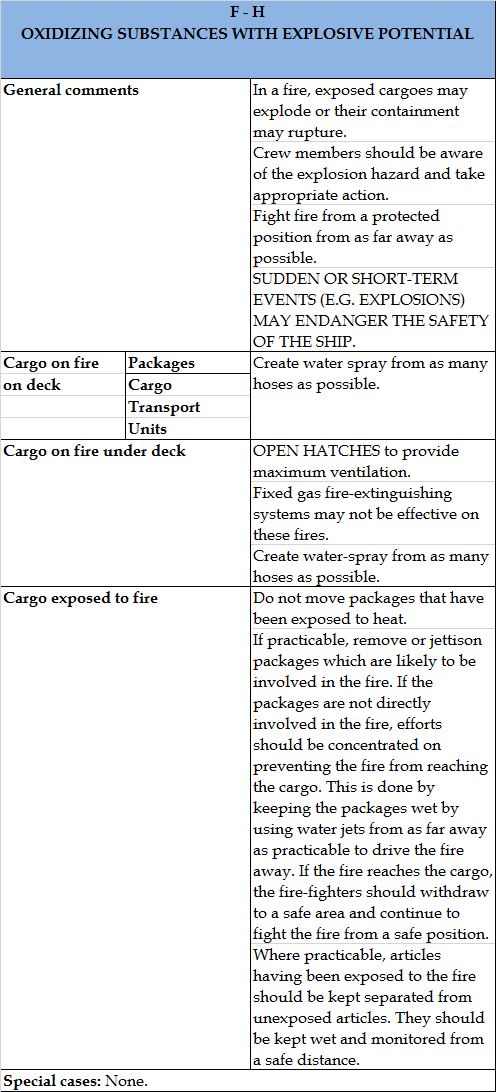 F - H
OXIDIZING SUBSTANCES WITH EXPLOSIVE POTENTIAL
General comments
In a fire, exposed cargoes may
explode or their containment
may rupture.
Crew members should be aware
of the explosion hazard and take
appropriate action.
Fight fire from a protected
position from as far away as
possible.
SUDDEN OR SHORT-TERM
EVENTS (E.G. EXPLOSIONS)
MAY ENDANGER THE SAFETY
OF THE SHIP.
Cargo on fire
on deck
Packages
Cargo
Transport
Units
Create water spray from as many
hoses as possible.
Cargo on fire under deck
OPEN HATCHES to provide
maximum ventilation.
Fixed gas fire-extinguishing
systems may not be effective on
these fires.
Create water-spray from as many
hoses as possible.
Cargo exposed to fire
Do not move packages that have
been exposed to heat.
If practicable, remove or jettison
packages which are likely to be
involved in the fire. If the
packages are not directly
involved in the fire, efforts
should be concentrated on
preventing the fire from reaching
the cargo. This is done by
keeping the packages wet by
using water jets from as far away
as practicable to drive the fire
away. If the fire reaches the cargo,
the fire-fighters should withdraw
to a safe area and continue to
fight the fire from a safe position.
Where practicable, articles
having been exposed to the fire
should be kept separated from
unexposed articles. They should
be kept wet and monitored from
a safe distance.
Special cases: None.